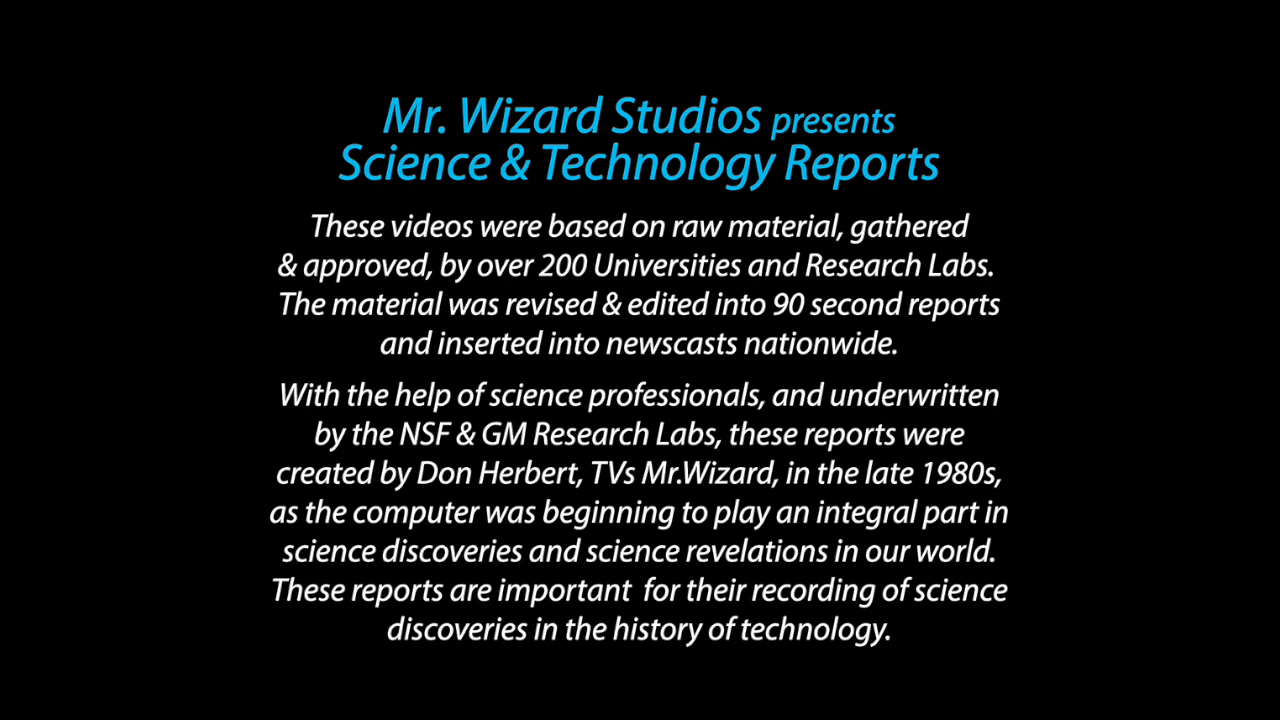 Mr. Wizard Studios presents
Science & Technology Reports
These videos were based on raw material, gathered
& approved, by over 200 Universities and Research Labs.
The material was revised & edited into 90 second reports
and inserted into newscasts nationwide.
With the help of science professionals, and underwritten
by the NSF & GM Research Labs, these reports were
created by Don Herbert, TVs Mr.Wizard, in the late 1980s,
as the computer was beginning to play an integral part in
science discoveries and science revelations in our world.
These reports are important  for their recording of science
discoveries in the history of technology.